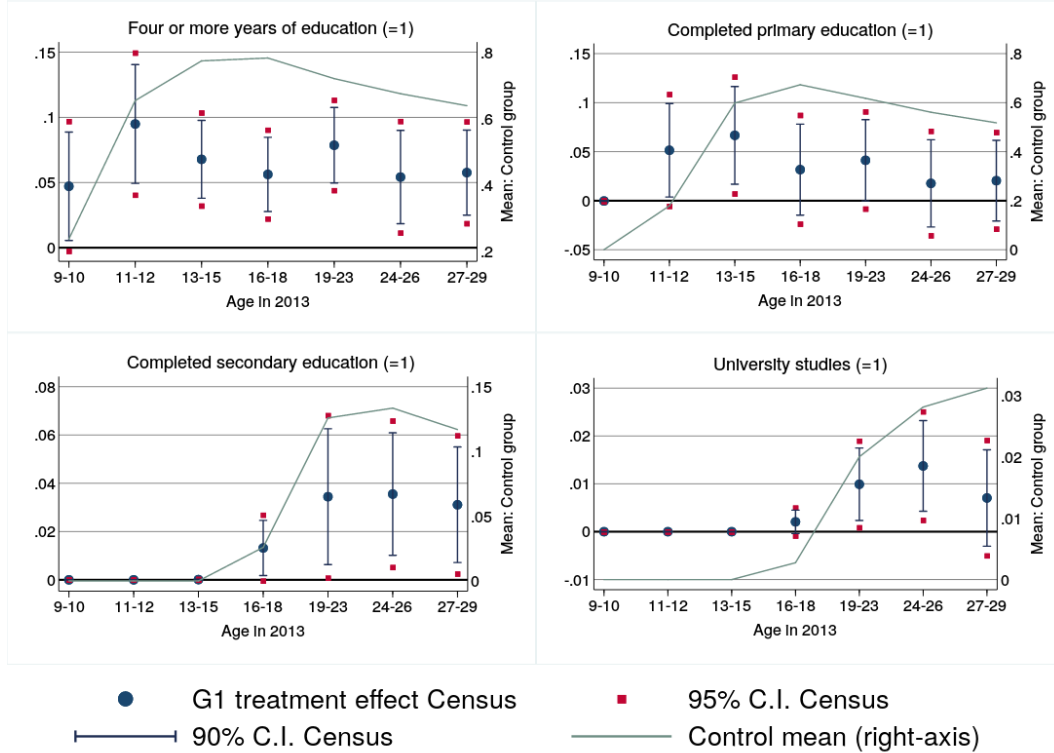 Four or more years of education (=1)
.15
.1
.05
0
.8
.6
.4
.2
Mean: Control group
9-10 11-12 13-15 16-18 19-23 24-26 27-29
Age in 2013
Completed primary education (=1)
.15
.1
.05
0
-.05
.8
.6
.4
.2
0
Mean: Control group
9-10 11-12 13-15 16-18 19-23 24-26 27-29
Age in 2013
Completed secondary education (=1)
.08
.06
.04
.02
0
.15
.1
.05
0
Mean: Control group
9-10 11-12 13-15 16-18 19-23 24-26 27-29
Age in 2013
University studies (=1)
.03
.02
.01
0
-.01
.03
.02
.01
0
Mean: Control group
9-10 11-12 13-15 16-18 19-23 24-26 27-29
Age in 2013
G1 treatment effect Census
95% C.I. Census
90% C.I. Census
Control mean (right-axis)